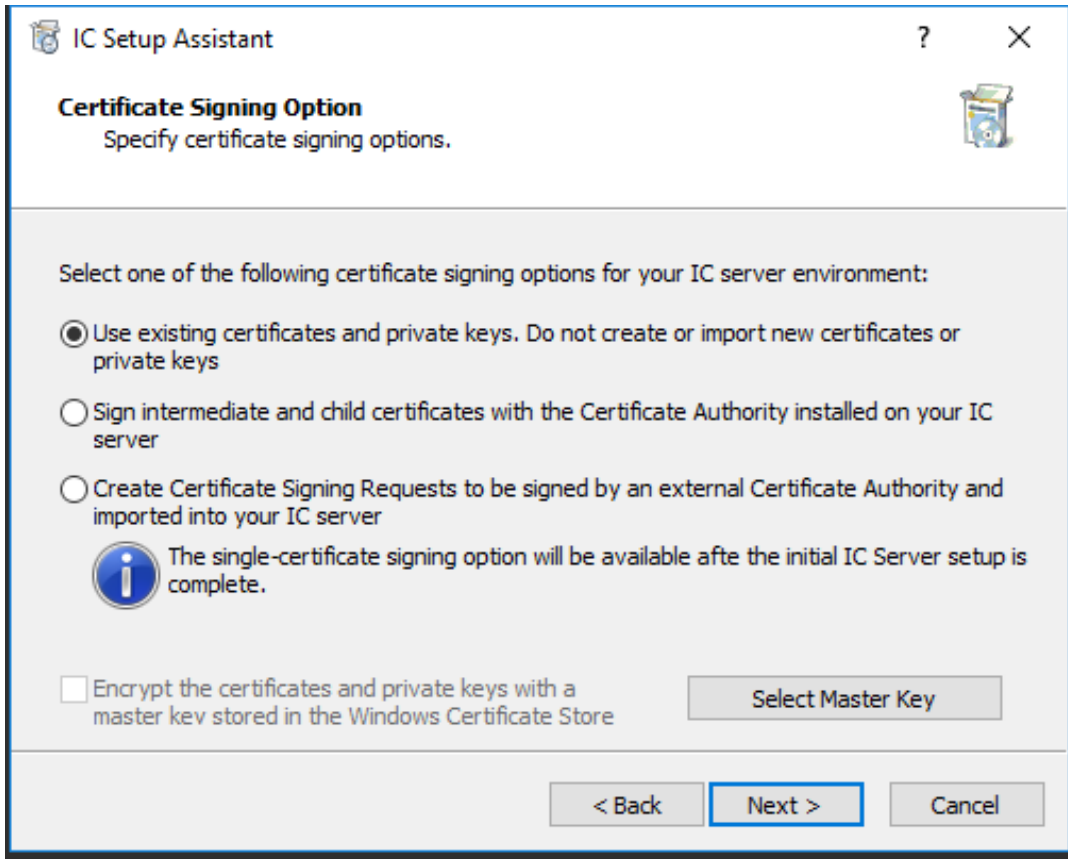 IC Setup Assistant
?
Certificate Signing Option
Specify certificate signing options.
Select one of the following certificate signing options for your IC server environment:
Use existing certificates and private keys. Do not create or import new certificates or
private keys
Sign intermediate and child certificates with the Certificate Authority installed on your IC
server
Create Certificate Signing Requests to be signed by an external Certificate Authority and
imported into your IC server
The single-certificate signing option will be available afte the initial IC Server setup is
complete.
Encrypt the certificates and private keys with a
master key stored in the Windows Certificate Store
Select Master Key
< Back
Next >
Cancel